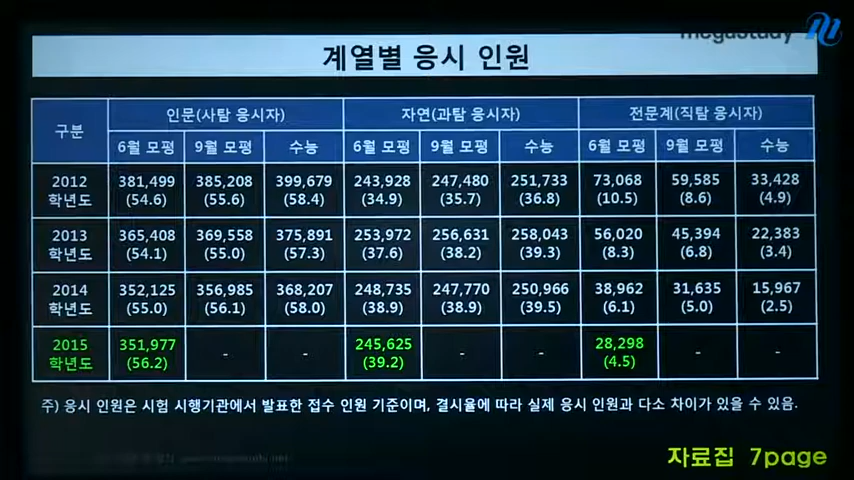 megastudy
계열별 응시 인원
구분 인문(사탐 응시자) 자연(과탐 응시자) 전문계(직탐 응시자)
6월 모평 9월 모평 수능 6월 모평 9월 모평 수능 6월 모평 9월 모평 수능
2012 381,499 385,208 399,679 243,928 247,480 251,733 73,068 59,585 33,428
학년도 (54.6) (55.6) (58.4) (34.9) (35.7) (36.8) (10.5) (8.6) (4.9)
2013 365,408 369,558 375,891 253,972 256,631 258,043 56,020 45,394 22,383
학년도 (54.1) (55.0) (57.3) (37.6) (38.2) (39.3) (8.3) (6.8) (3.4)
2014 352,125 356,985 368,207 248,735 247,770 250,966 38,962 31,635 15,967
학년도 (55.0) (56.1) (58.0) (38.9) (38.9) (39.5) (6.1) (5.0) (2.5)
2015 351,977 - - 245,625 - - 28,298 - -
학년도 (56.2) (39.2) (4.5)
주) 응시 인원은 시험 시행기관에서 발표한 접수 인원 기준이며, 결시율에 따라 실제 응시 인원과 다소 차이가 있을 수 있음.
자료집 7page